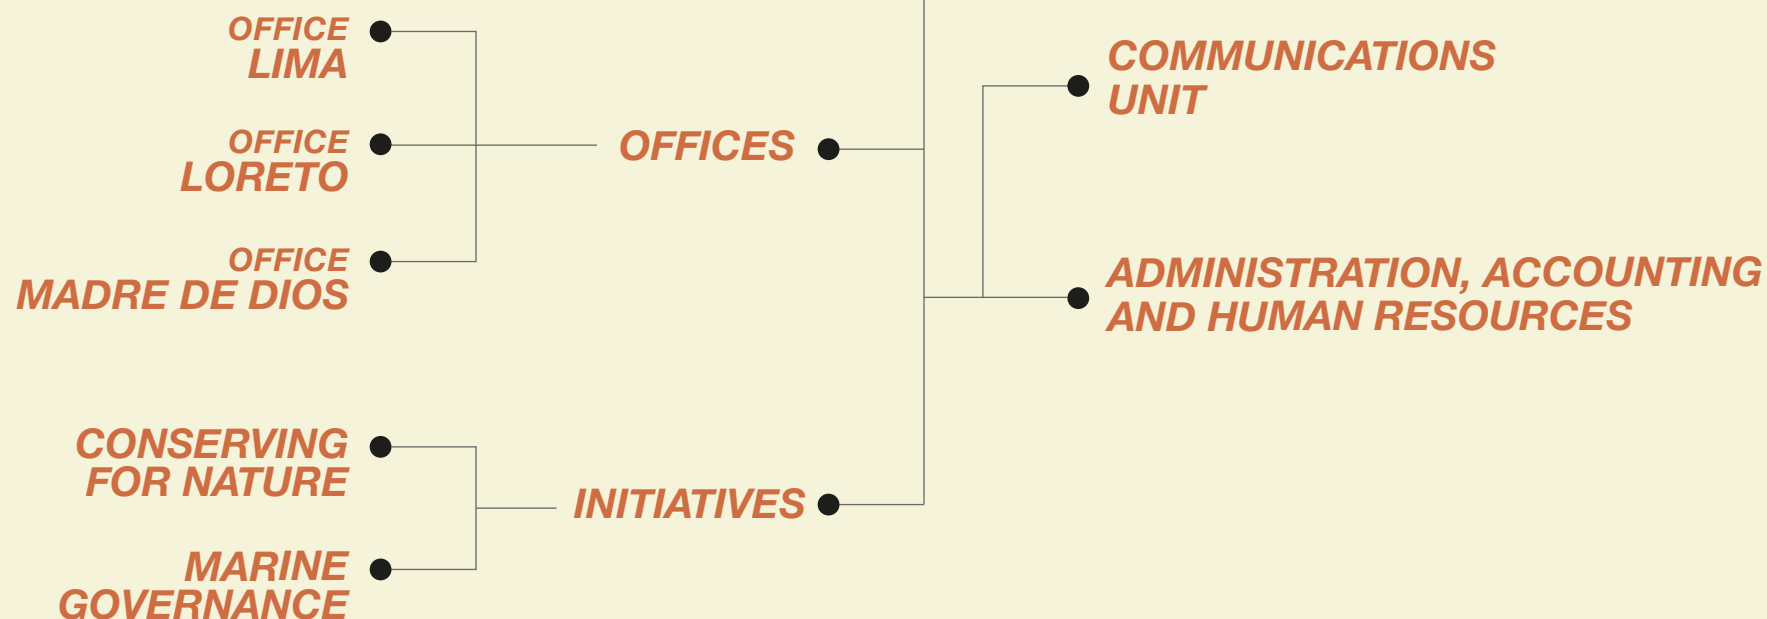 OFFICE
LIMA
OFFICE
LORETO
OFFICE
MADRE DE DIOS
OFFICES
COMMUNICATIONS
UNIT
ADMINISTRATION, ACCOUNTING
AND HUMAN RESOURCES
CONSERVING
FOR NATURE
MARINE
GOVERNANCE
INITIATIVES